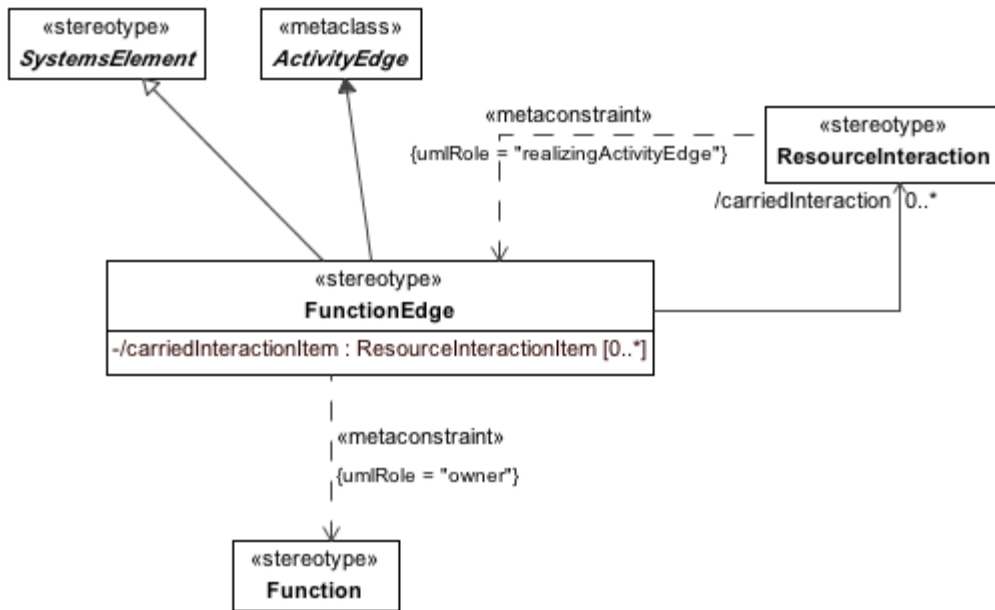 «stereotype»
SystemsElement
«metaclass»
ActivityEdge
«metaconstraint»
{umlRole = "realizingActivityEdge"}
«stereotype»
ResourceInteraction
/carriedInteraction 0..*
«stereotype»
FunctionEdge
-/carriedInteractionItem : ResourceInteractionItem [0..*]
«metaconstraint»
{umlRole = "owner"}
«stereotype»
Function